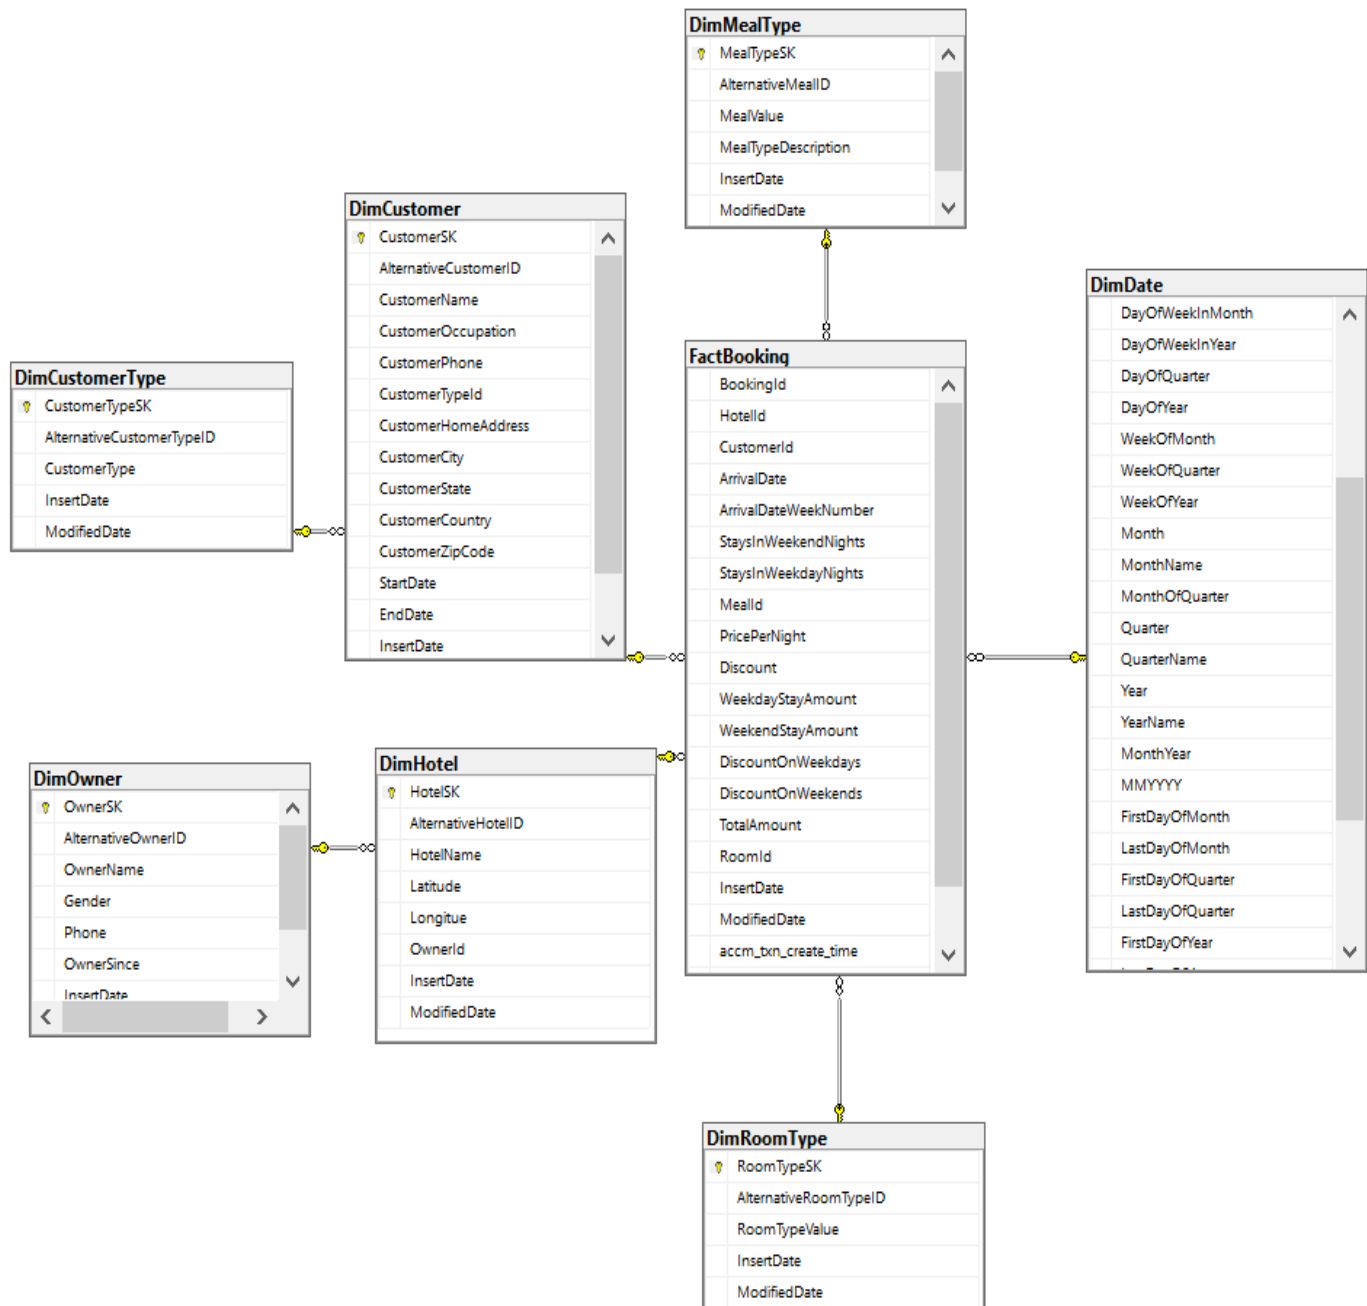 DimMealType
MealTypeSK
AlternativeMealID
MealValue
MealTypeDescription
InsertDate
ModifiedDate
DimCustomer
CustomerSK
AlternativeCustomerID
CustomerName
CustomerOccupation
CustomerPhone
CustomerTypeId
CustomerHomeAddress
CustomerCity
CustomerState
CustomerCountry
CustomerZipCode
StartDate
EndDate
InsertDate
DimDate
DayOfWeekInMonth
DayOfWeekInYear
DayOfQuarter
DayOfYear
WeekOfMonth
WeekOfQuarter
WeekOfYear
Month
MonthName
MonthOfQuarter
Quarter
QuarterName
Year
YearName
MonthYear
MMYYYY
FirstDayOfMonth
LastDayOfMonth
FirstDayOfQuarter
LastDayOfQuarter
FirstDayOfYear
FactBooking
BookingId
HotelId
CustomerId
ArrivalDate
ArrivalDateWeekNumber
StaysInWeekendNights
StaysInWeekdayNights
MealId
PricePerNight
Discount
WeekdayStayAmount
WeekendStayAmount
DiscountOnWeekdays
DiscountOnWeekends
TotalAmount
RoomId
InsertDate
ModifiedDate
accm_txn_create_time
DimCustomerType
CustomerTypeSK
AlternativeCustomerTypeID
CustomerType
InsertDate
ModifiedDate
DimHotel
HotelSK
AlternativeHotelID
HotelName
Latitude
Longitue
OwnerId
InsertDate
ModifiedDate
DimOwner
OwnerSK
AlternativeOwnerID
OwnerName
Gender
Phone
OwnerSince
InsertDate
DimRoomType
RoomTypeSK
AlternativeRoomTypeID
RoomTypeValue
InsertDate
ModifiedDate